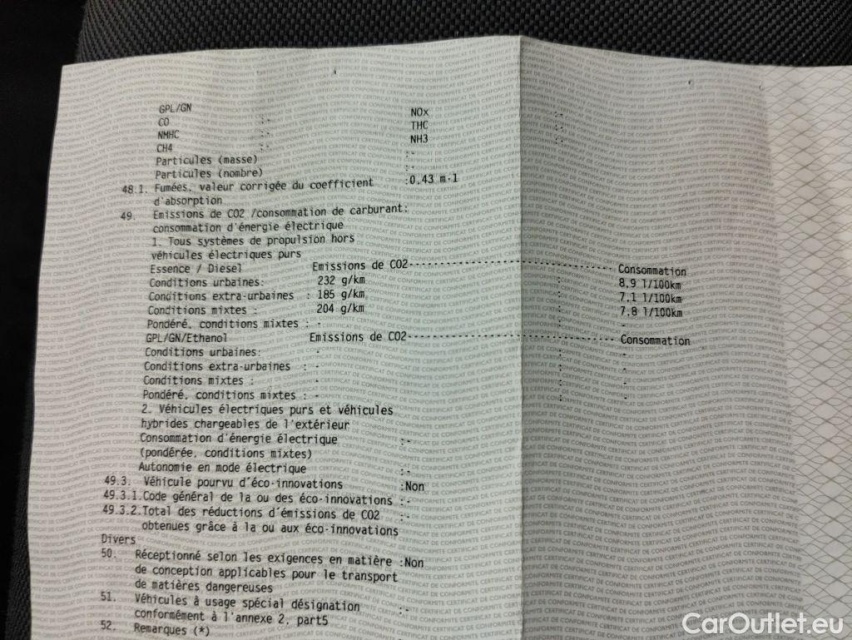 GPL/GN
CO :- NOx :-
NMHC :- THC :-
CH4 :- NH3 :-
Particules (masse) :-
Particules (nombre) :-
48.1. Fumées, valeur corrigée du coefficient :0,43 m-1
d'absorption
49. Emissions de CO2 /consommation de carburant:
consommation d'énergie électrique
1. Tous systèmes de propulsion hors
véhicules électriques purs
Essence / Diesel Emissions de CO2 Consommation
Conditions urbaines: 232 g/km : 8,9 l/100km
Conditions extra-urbaines : 185 g/km : 7,1 l/100km
Conditions mixtes : 204 g/km : 7,8 l/100km
Pondéré, conditions mixtes : - : -
GPL/GN/Ethanol Emissions de CO2 Consommation
Conditions urbaines: - : -
Conditions extra-urbaines : - : -
Conditions mixtes : - : -
Pondéré, conditions mixtes : - : -
2. Véhicules électriques purs et véhicules
hybrides chargeables de l'extérieur
Consommation d'énergie électrique :-
(pondérée, conditions mixtes)
Autonomie en mode électrique :-
49.3. Véhicule pourvu d'éco-innovations :Non
49.3.1.Code général de la ou des éco-innovations :-
49.3.2.Total des réductions d'émissions de CO2 :-
obtenues grâce à la ou aux éco-innovations
Divers
50. Réceptionné selon les exigences en matière :Non
de conception applicables pour le transport
de matières dangereuses
51. Véhicules à usage spécial désignation :-
conformément à l'annexe 2, part5
52. Remarques (*)
CarOutlet.eu